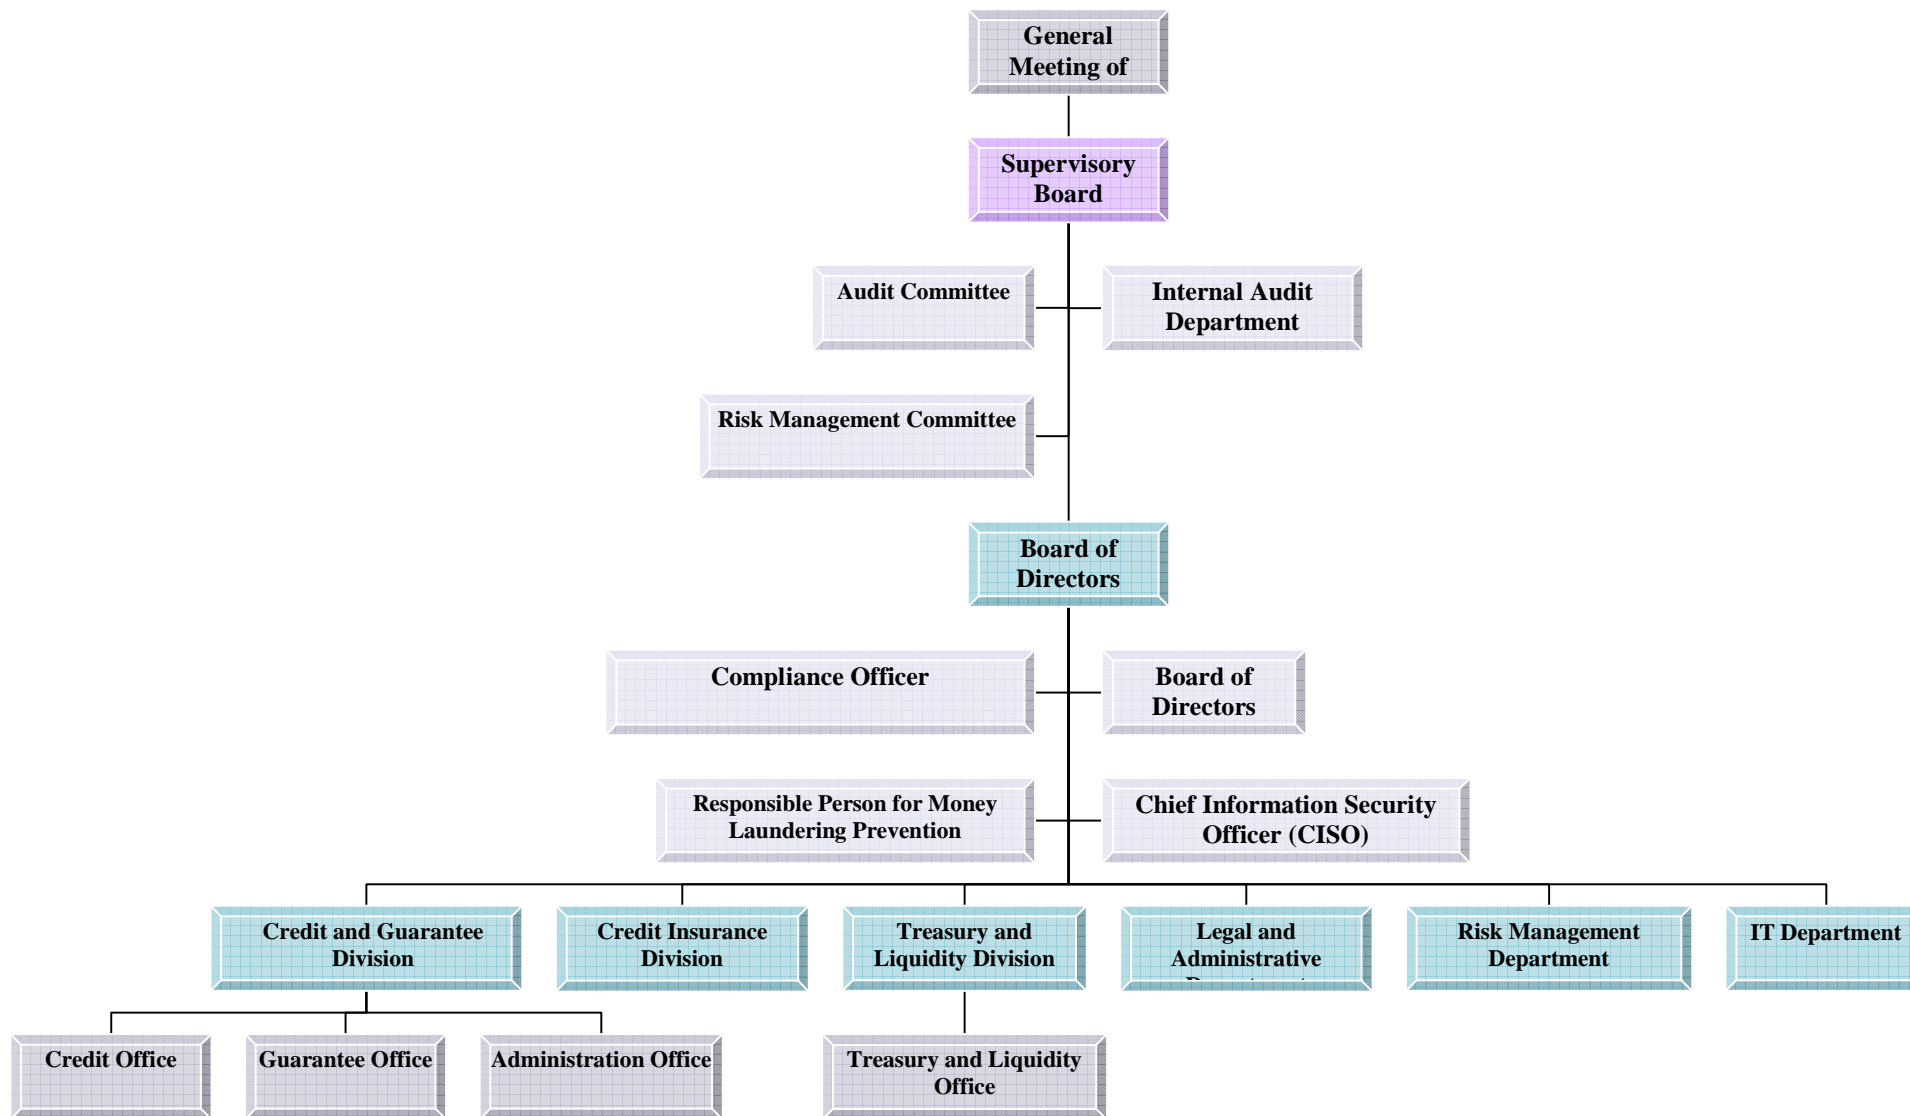 General
Meeting of
Supervisory
Board
Audit Committee
Internal Audit
Department
Risk Management Committee
Board of
Directors
Compliance Officer
Board of
Directors
Responsible Person for Money
Laundering Prevention
Chief Information Security
Officer (CISO)
Credit and Guarantee
Division
Credit Insurance
Division
Treasury and
Liquidity Division
Legal and
Administrative
Risk Management
Department
IT Department
Credit Office
Guarantee Office
Administration Office
Treasury and Liquidity
Office